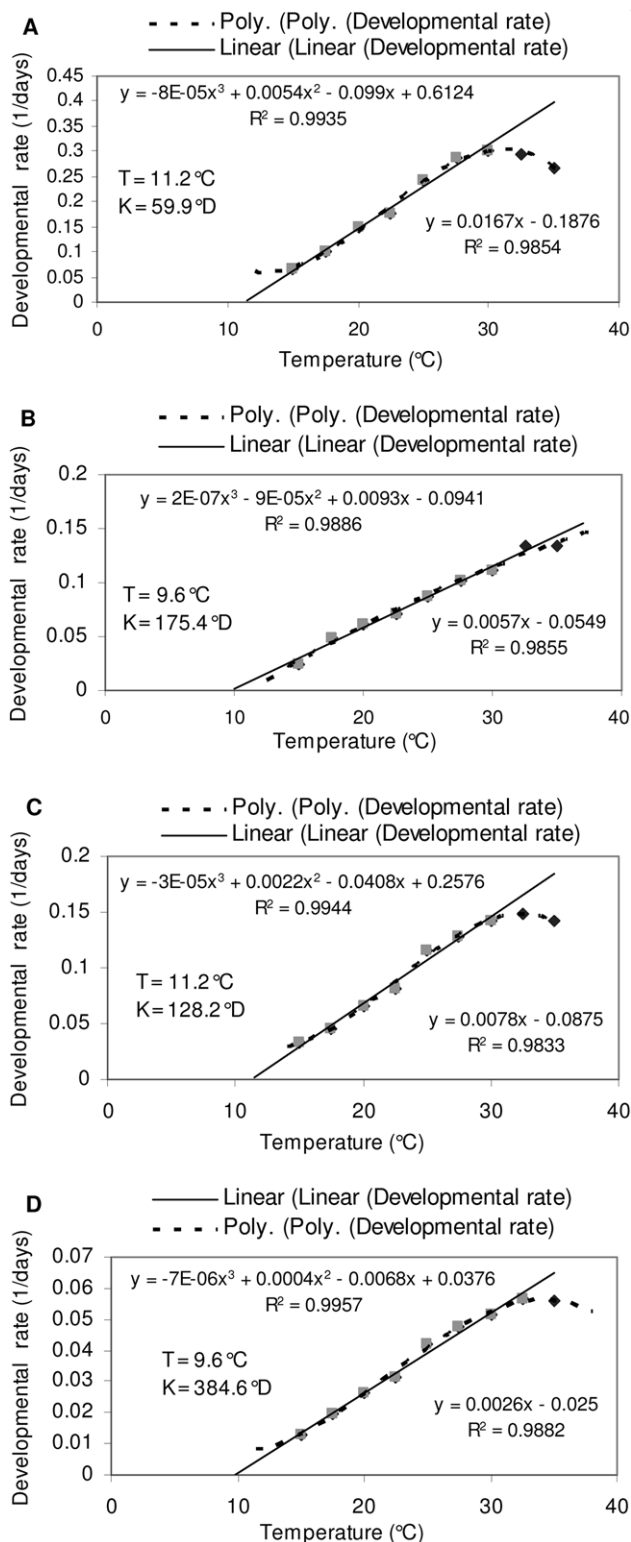 A
Poly. (Poly. (Developmental rate)
Linear (Linear (Developmental rate)
Developmental rate (1/days)
0.45
0.4
0.35
0.3
0.25
0.2
0.15
0.1
0.05
0
y = -8E-05x³ + 0.0054x² - 0.099x + 0.6124
R² = 0.9935
T = 11.2°C
K = 59.9°D
y = 0.0167x - 0.1876
R² = 0.9854
0 10 20 30 40
Temperature (°C)
B
Poly. (Poly. (Developmental rate)
Linear (Linear (Developmental rate)
Developmental rate (1/days)
0.2
0.15
0.1
0.05
0
y = 2E-07x³ - 9E-05x² + 0.0093x - 0.0941
R² = 0.9886
T = 9.6°C
K = 175.4°D
y = 0.0057x - 0.0549
R² = 0.9855
0 10 20 30 40
Temperature (°C)
C
Poly. (Poly. (Developmental rate)
Linear (Linear (Developmental rate)
Developmental rate (1/days)
0.2
0.15
0.1
0.05
0
y = -3E-05x³ + 0.0022x² - 0.0408x + 0.2576
R² = 0.9944
T = 11.2°C
K = 128.2°D
y = 0.0078x - 0.0875
R² = 0.9833
0 10 20 30 40
Temperature (°C)
D
Linear (Linear (Developmental rate)
Poly. (Poly. (Developmental rate)
Developmental rate (1/days)
0.07
0.06
0.05
0.04
0.03
0.02
0.01
0
y = -7E-06x³ + 0.0004x² - 0.0068x + 0.0376
R² = 0.9957
T = 9.6°C
K = 384.6°D
y = 0.0026x - 0.025
R² = 0.9882
0 10 20 30 40
Temperature (°C)